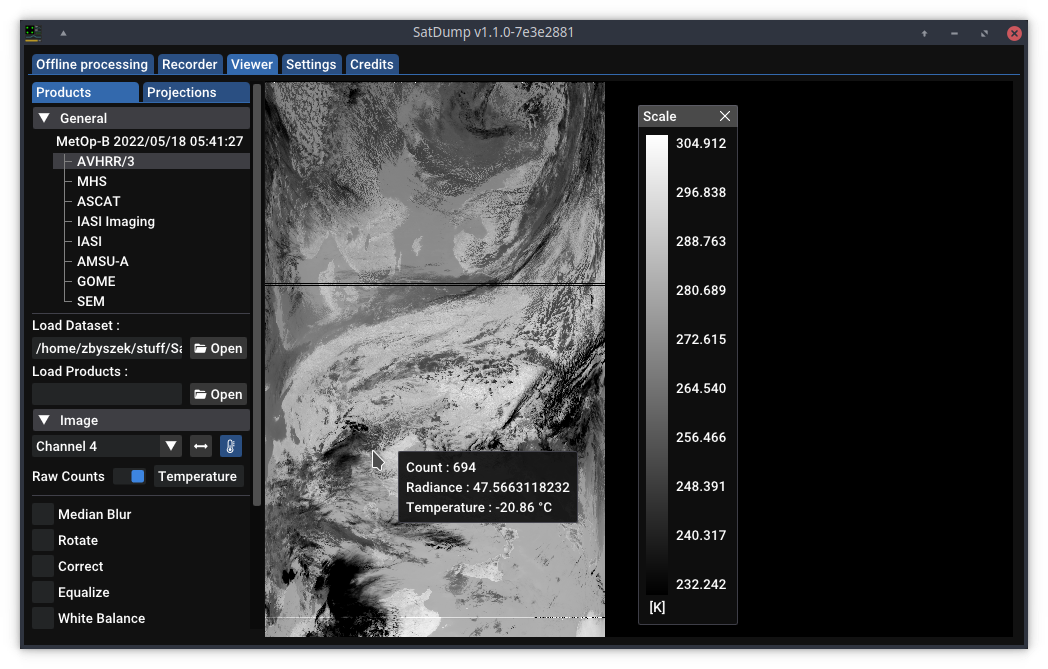 SatDump v1.1.0-7e3e2881
Offline processing Recorder Viewer Settings Credits
Products Projections
General
MetOp-B 2022/05/18 05:41:27
AVHRR/3
MHS
ASCAT
IASI Imaging
IASI
AMSU-A
GOME
SEM
Load Dataset :
/home/zbyszek/stuff/Sa Open
Load Products :
Open
Image
Channel 4
Raw Counts Temperature
Median Blur
Rotate
Correct
Equalize
White Balance
Count : 694
Radiance : 47.5663118232
Temperature : -20.86 °C
Scale
304.912
296.838
288.763
280.689
272.615
264.540
256.466
248.391
240.317
232.242
[K]